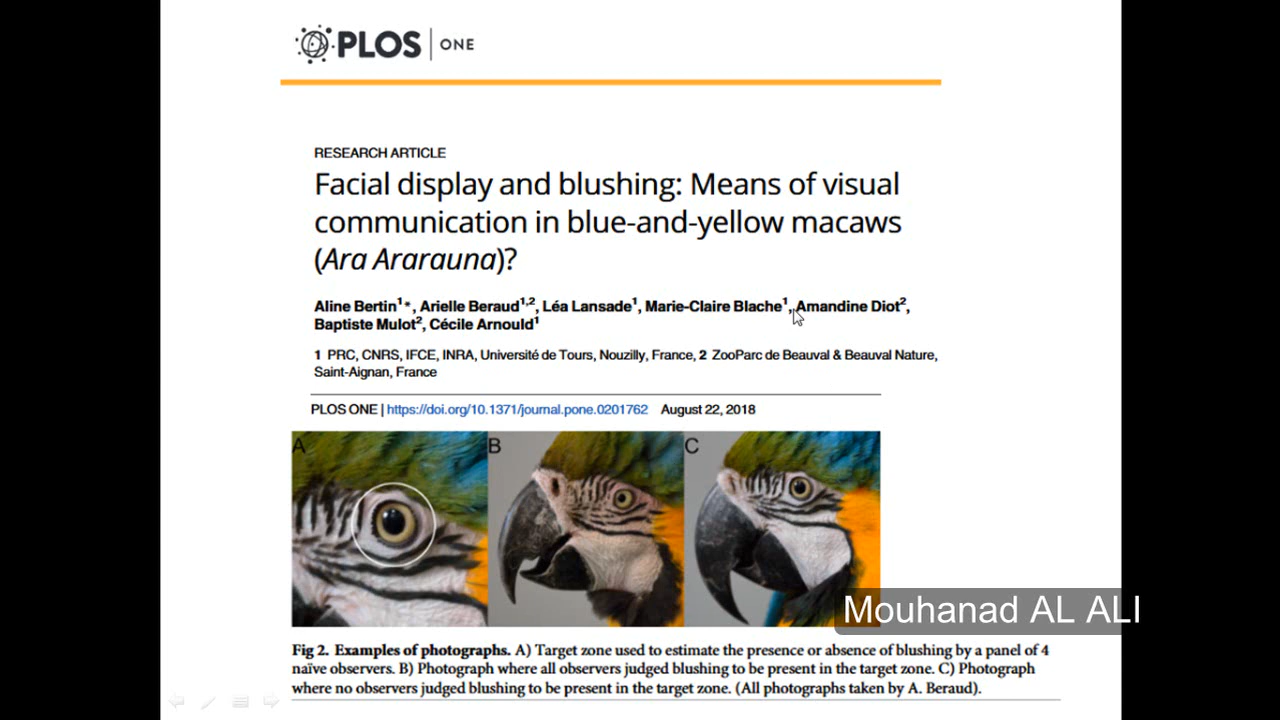 PLOS ONE
RESEARCH ARTICLE
Facial display and blushing: Means of visual
communication in blue-and-yellow macaws
(Ara Ararauna)?
Aline Bertin1*, Arielle Beraud1,2, Léa Lansade1, Marie-Claire Blache1, Amandine Diot2,
Baptiste Mulot2, Cécile Arnould1
1 PRC, CNRS, IFCE, INRA, Université de Tours, Nouzilly, France, 2 ZooParc de Beauval & Beauval Nature,
Saint-Aignan, France
PLOS ONE | https://doi.org/10.1371/journal.pone.0201762 August 22, 2018
A B C
Mouhanad AL ALI
Fig 2. Examples of photographs. A) Target zone used to estimate the presence or absence of blushing by a panel of 4
naïve observers. B) Photograph where all observers judged blushing to be present in the target zone. C) Photograph
where no observers judged blushing to be present in the target zone. (All photographs taken by A. Beraud).